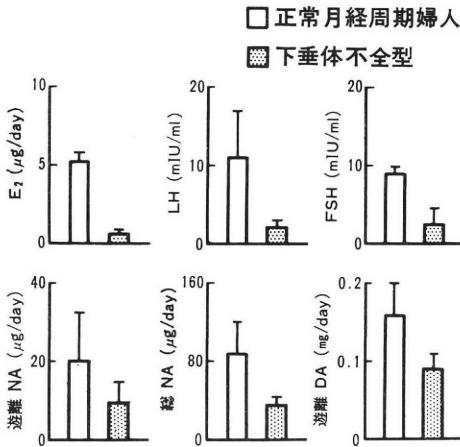 正常月経周期婦人
下垂体不全型
E₂ (μg/day)
10
5
0
LH (mIU/ml)
20
10
0
FSH (mIU/ml)
20
10
0
遊離 NA (μg/day)
40
20
0
総 NA (μg/day)
160
80
0
遊離 DA (mg/day)
0.2
0.1
0